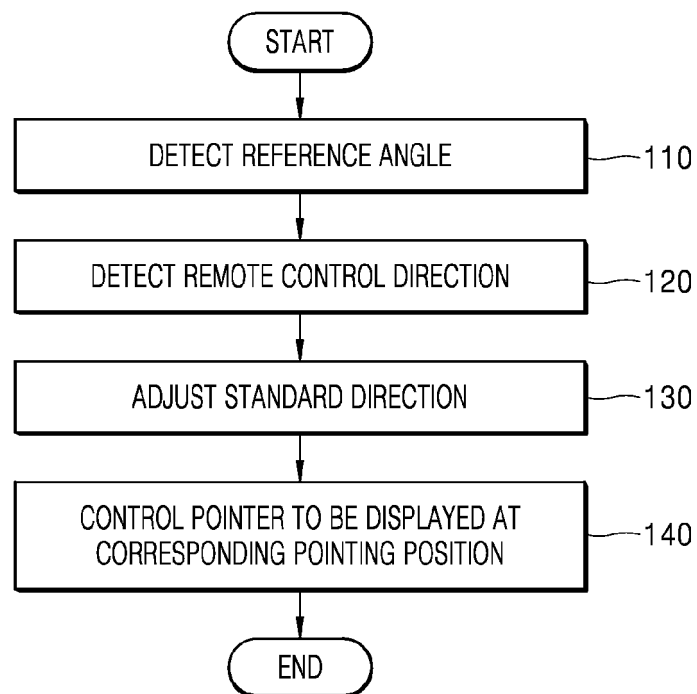 START
DETECT REFERENCE ANGLE
110
DETECT REMOTE CONTROL DIRECTION
120
ADJUST STANDARD DIRECTION
130
CONTROL POINTER TO BE DISPLAYED AT
CORRESPONDING POINTING POSITION
140
END